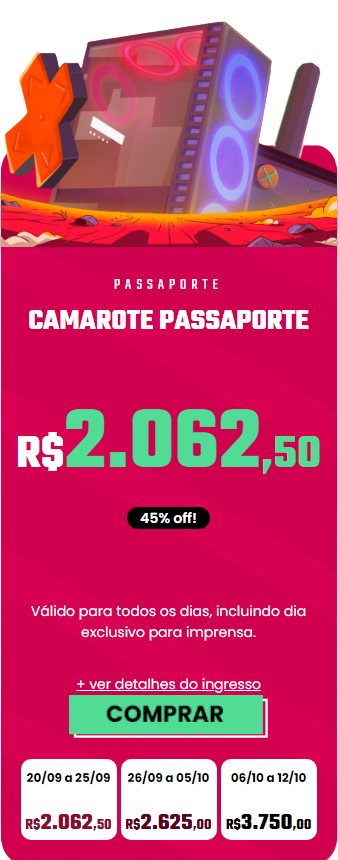 PASSAPORTE
CAMAROTE PASSAPORTE
R$2.062,50
45% off!
Válido para todos os dias, incluindo dia
exclusivo para imprensa.
+ ver detalhes do ingresso
COMPRAR
20/09 a 25/09
R$2.062,50
26/09 a 05/10
R$2.625,00
06/10 a 12/10
R$3.750,00